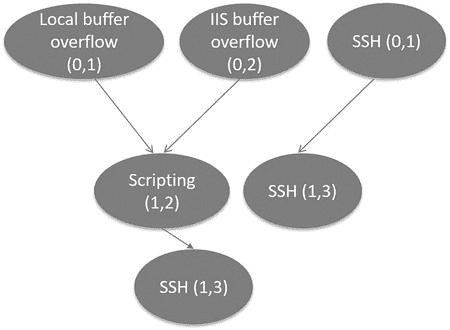 Local buffer
overflow
(0,1)
IIS buffer
overflow
(0,2)
SSH (0,1)
Scripting
(1,2)
SSH (1,3)
SSH (1,3)